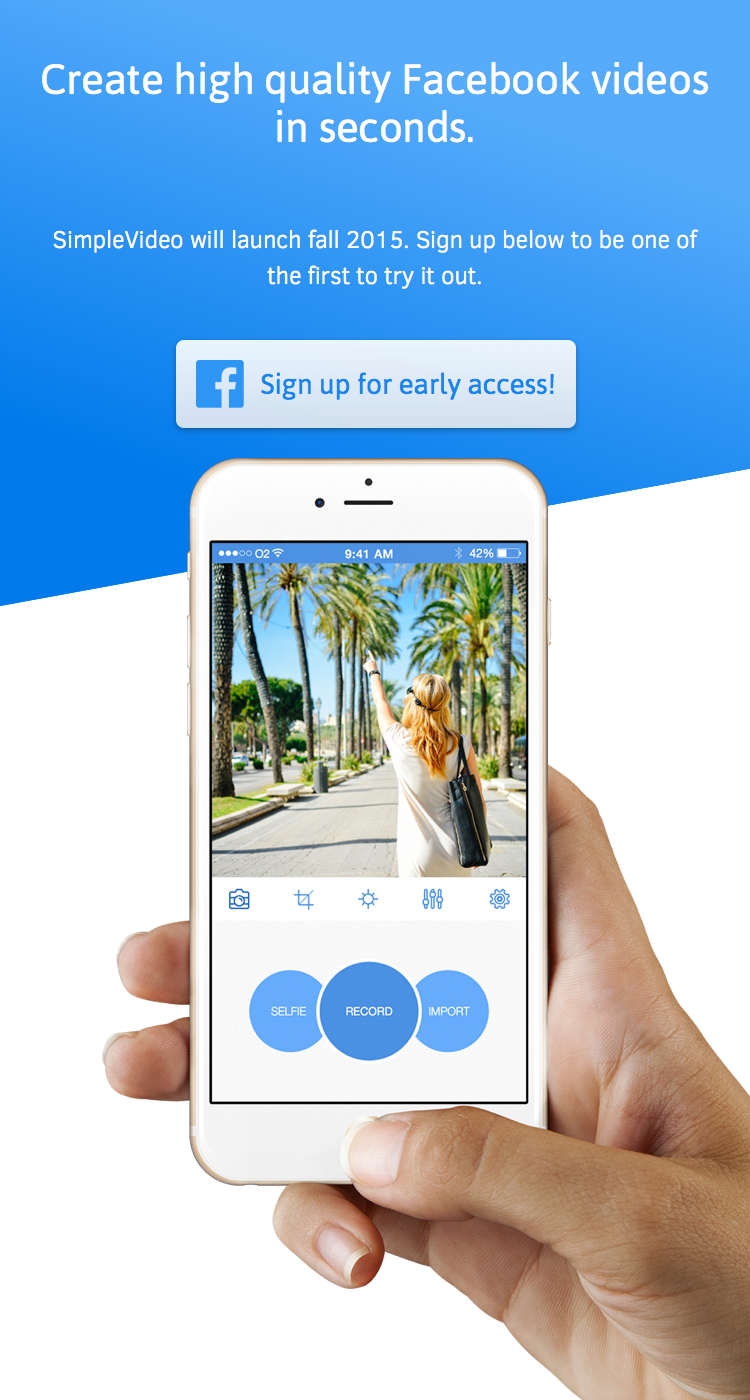 Create high quality Facebook videos
in seconds.
SimpleVideo will launch fall 2015. Sign up below to be one of
the first to try it out.
Sign up for early access!
O2 9:41 AM 42%
SELFIE RECORD IMPORT